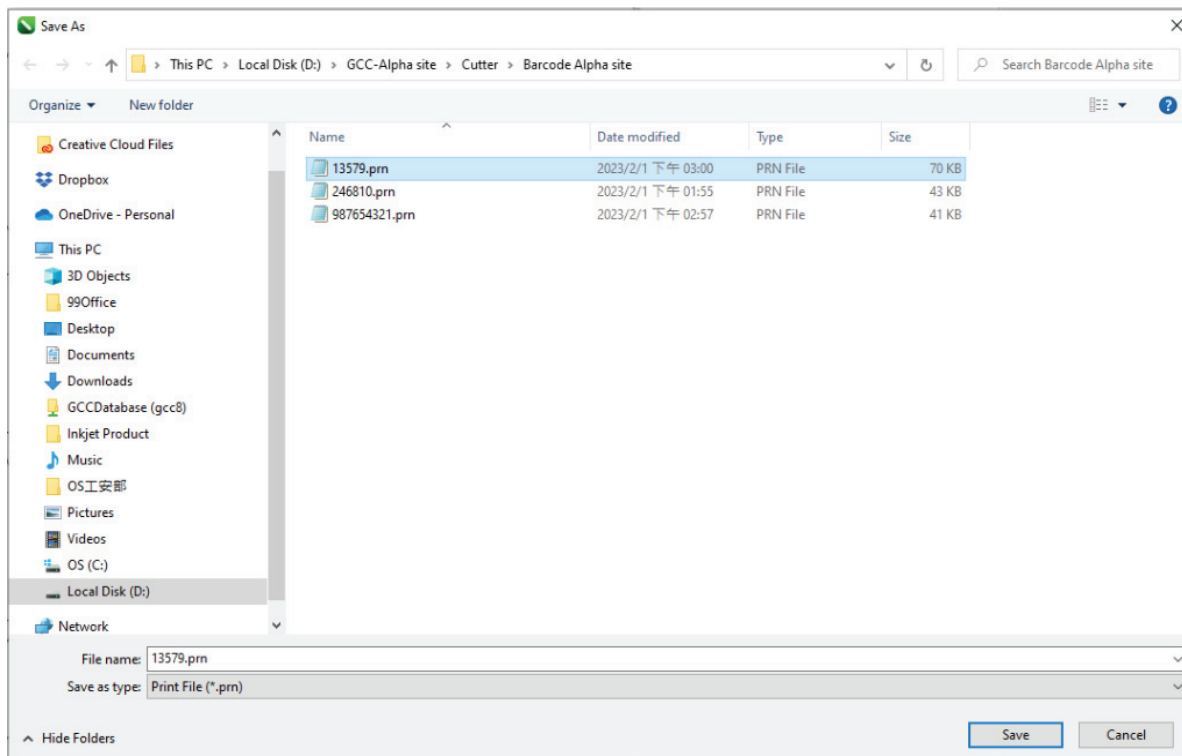 Save As
This PC > Local Disk (D:) > GCC-Alpha site > Cutter > Barcode Alpha site
Search Barcode Alpha site
Organize New folder
Creative Cloud Files
Dropbox
OneDrive - Personal
This PC
3D Objects
99Office
Desktop
Documents
Downloads
GCCDatabase (gcc8)
Inkjet Product
Music
OS工安部
Pictures
Videos
OS (C:)
Local Disk (D:)
Network
Name Date modified Type Size
13579.prn 2023/2/1 下午 03:00 PRN File 70 KB
246810.prn 2023/2/1 下午 01:55 PRN File 43 KB
987654321.prn 2023/2/1 下午 02:57 PRN File 41 KB
File name: 13579.prn
Save as type: Print File (*.prn)
Hide Folders
Save Cancel